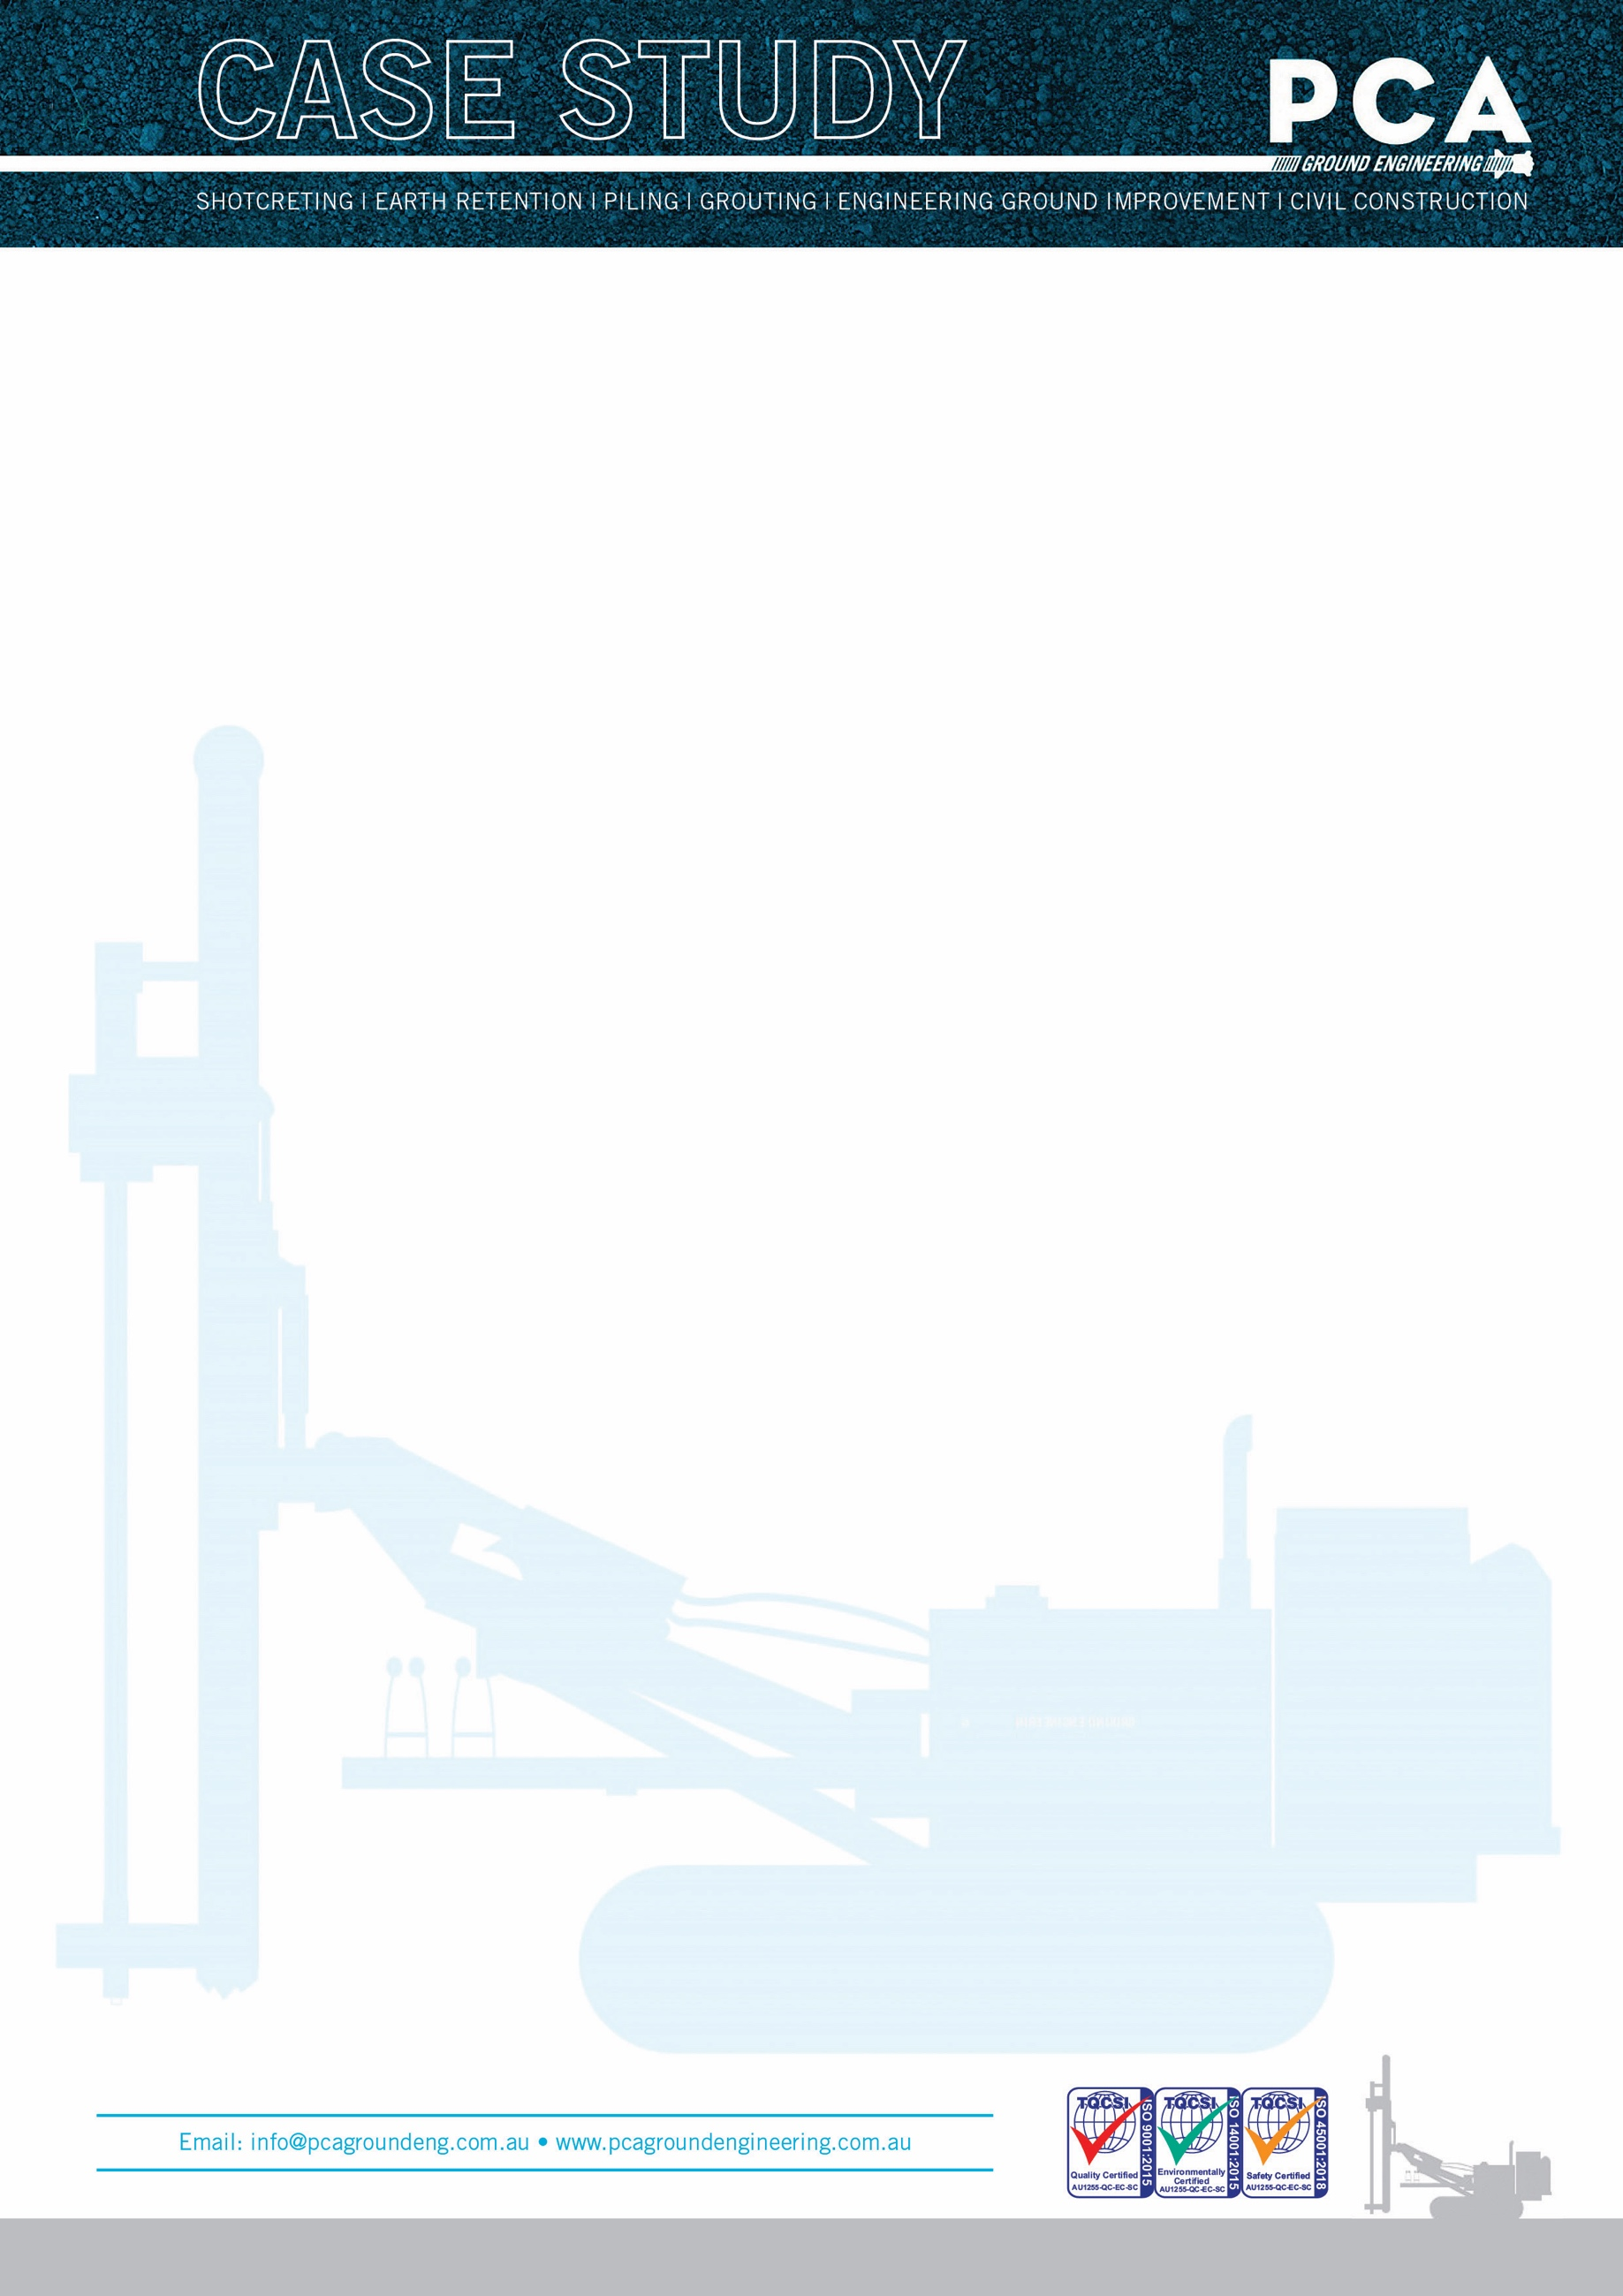 CASE STUDY
PCA
GROUND ENGINEERING
SHOTCRETING | EARTH RETENTION | PILING | GROUTING | ENGINEERING GROUND IMPROVEMENT | CIVIL CONSTRUCTION
Email: info@pcagroundeng.com.au • www.pcagroundengineering.com.au
TQCSI
ISO 9001:2015
Quality Certified
AU1255-QC-EC-SC
TQCSI
ISO 14001:2015
Environmentally
Certified
AU1255-QC-EC-SC
TQCSI
ISO 45001:2018
Safety Certified
AU1255-QC-EC-SC